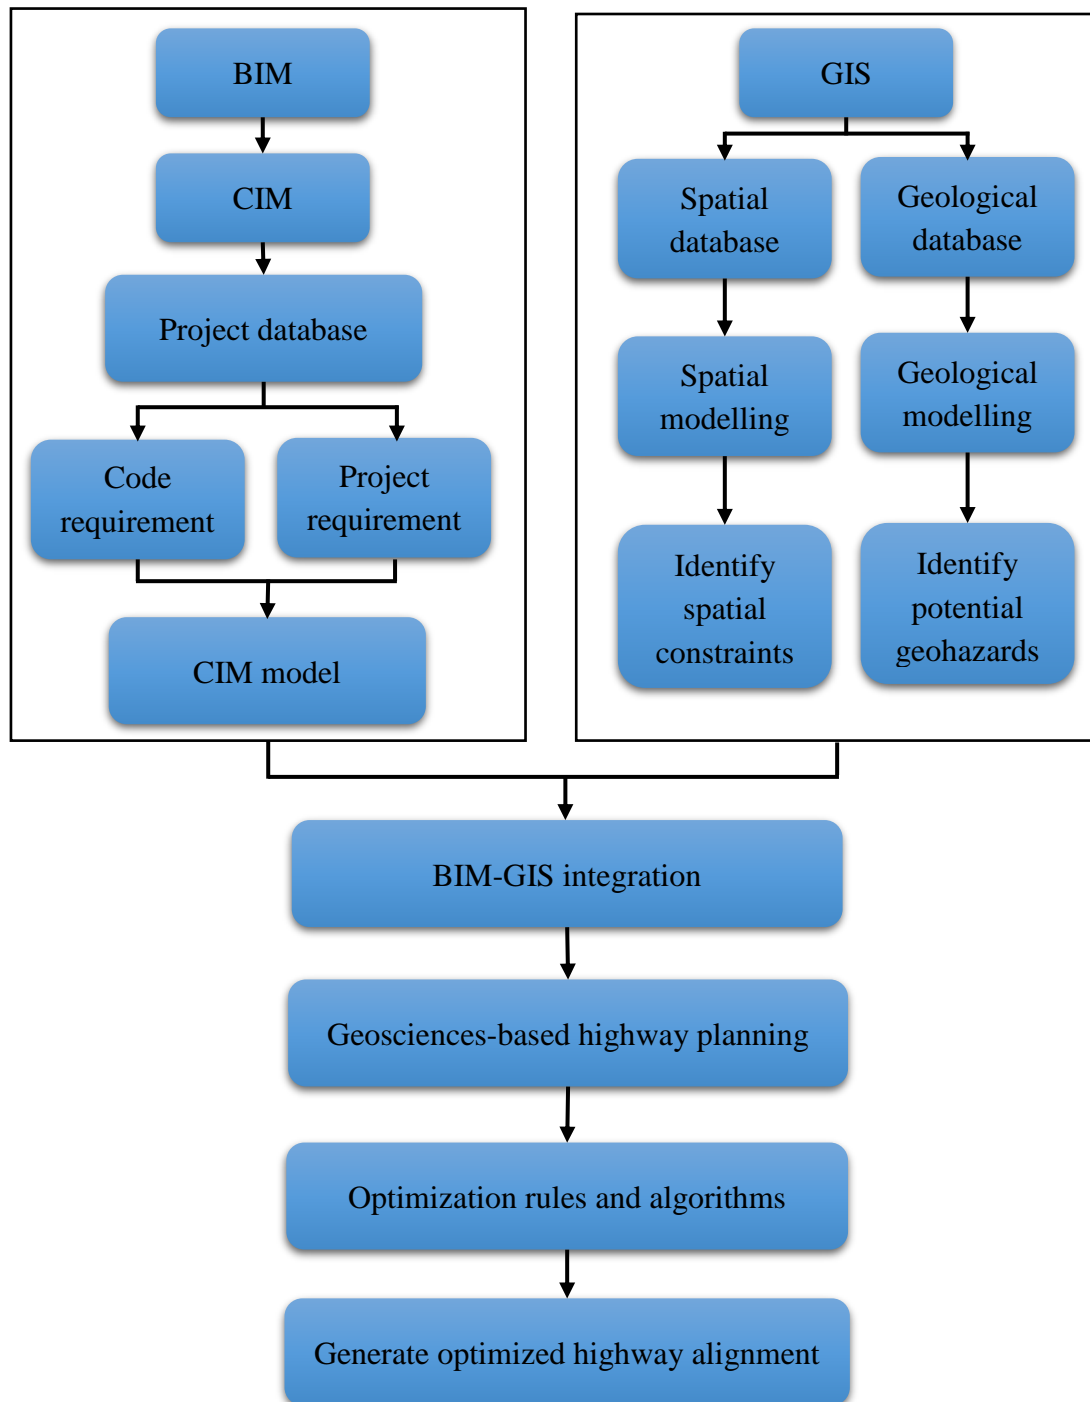 BIM
CIM
Project database
Code
requirement
Project
requirement
CIM model
GIS
Spatial
database
Geological
database
Spatial
modelling
Geological
modelling
Identify
spatial
constraints
Identify
potential
geohazards
BIM-GIS integration
Geosciences-based highway planning
Optimization rules and algorithms
Generate optimized highway alignment